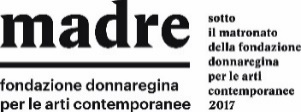 madre
fondazione donnaregina
per le arti contemporanee
sotto
il matronato
della fondazione
donnaregina
per le arti
contemporanee
2017